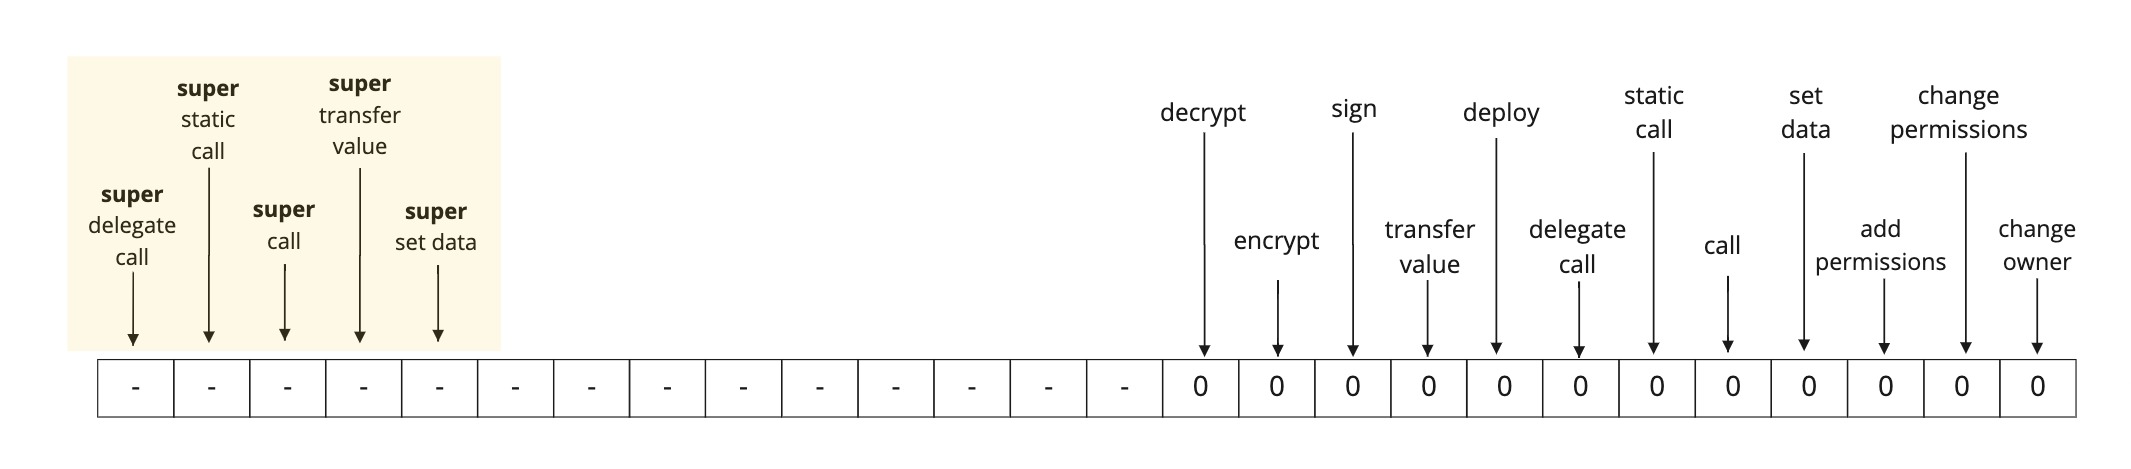 super
static
call
super
transfer
value
super
delegate
call
super
call
super
set data
decrypt
sign
deploy
static
call
set
data
change
permissions
encrypt
transfer
value
delegate
call
call
add
permissions
change
owner
- - - - - - - - - - - - - - 0 0 0 0 0 0 0 0 0 0 0 0